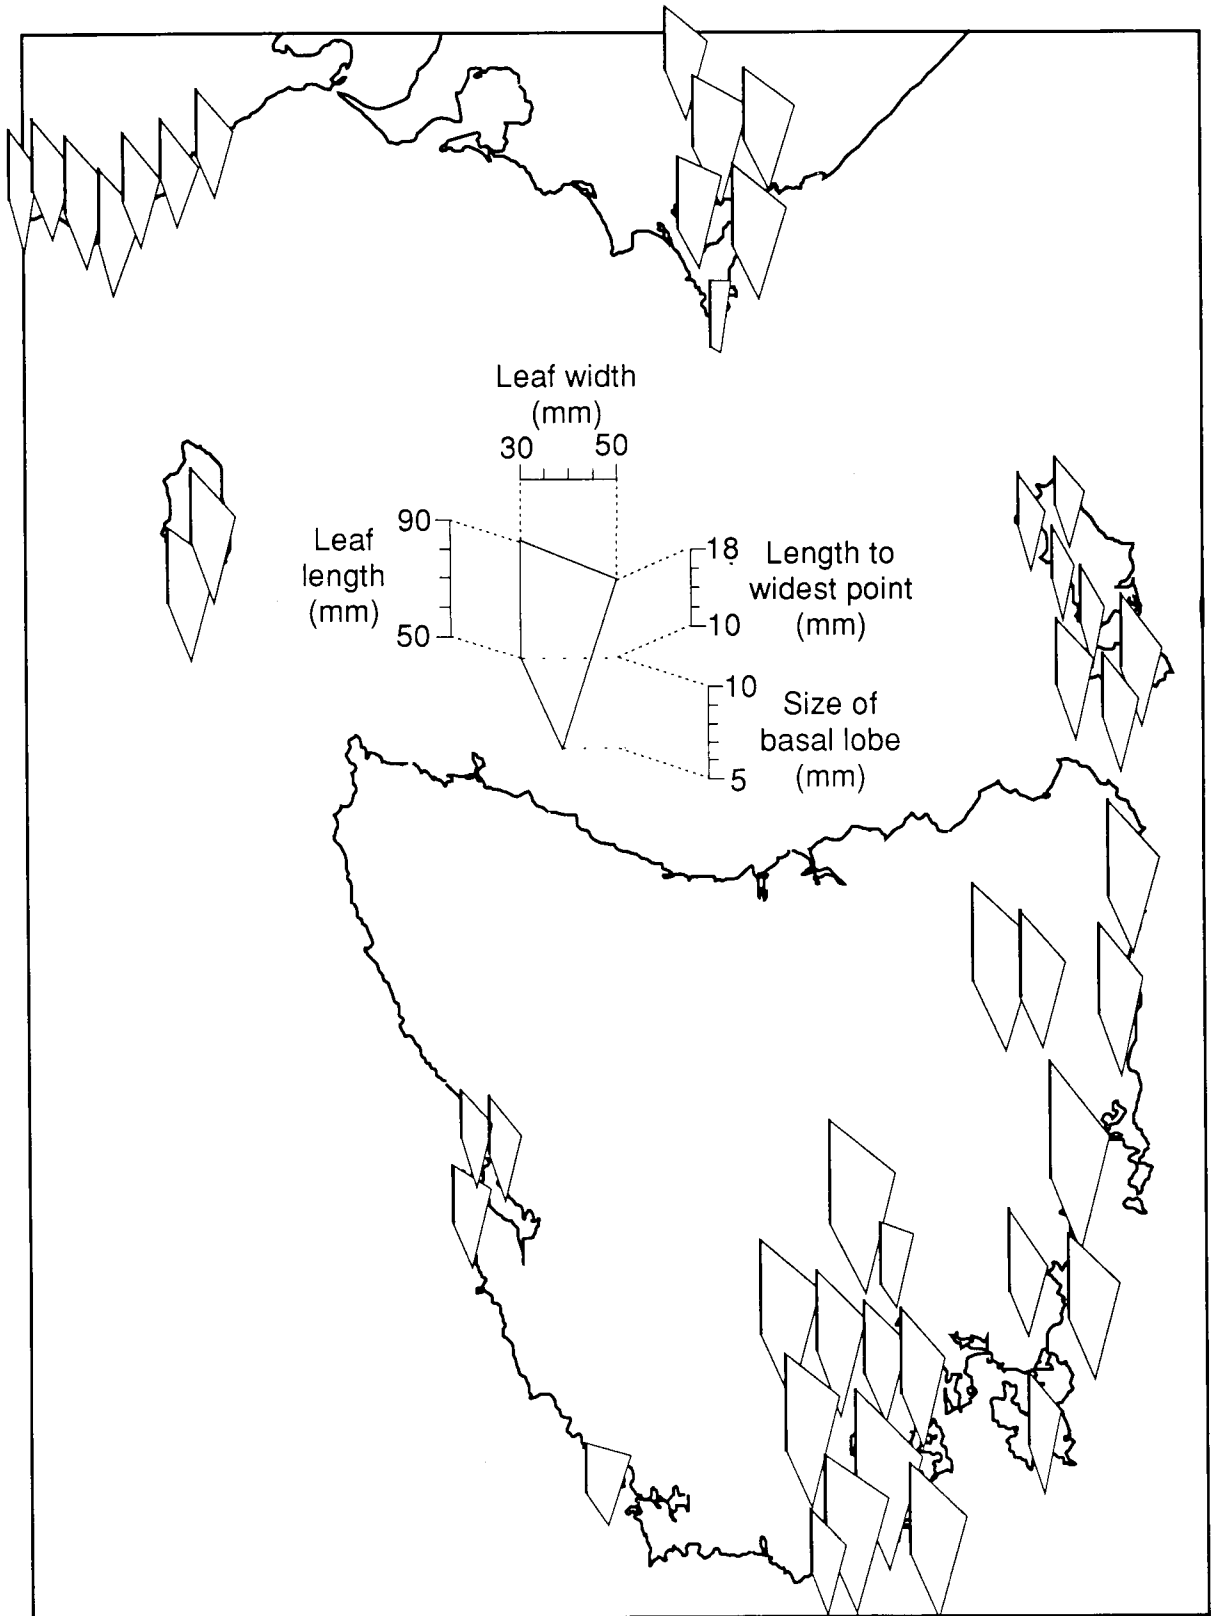 Leaf width
(mm)
30 50
90
Leaf
length
(mm)
50
18
Length to
widest point
(mm)
10
10
Size of
basal lobe
(mm)
5